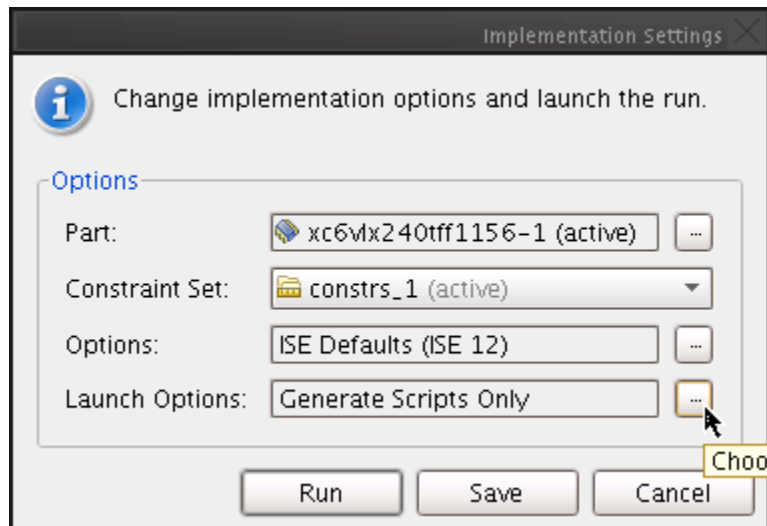 Implementation Settings
Change implementation options and launch the run.
Options
Part: xc6vlx240tff1156-1 (active) ...
Constraint Set: constrs_1 (active)
Options: ISE Defaults (ISE 12) ...
Launch Options: Generate Scripts Only ...
Choo
Run Save Cancel